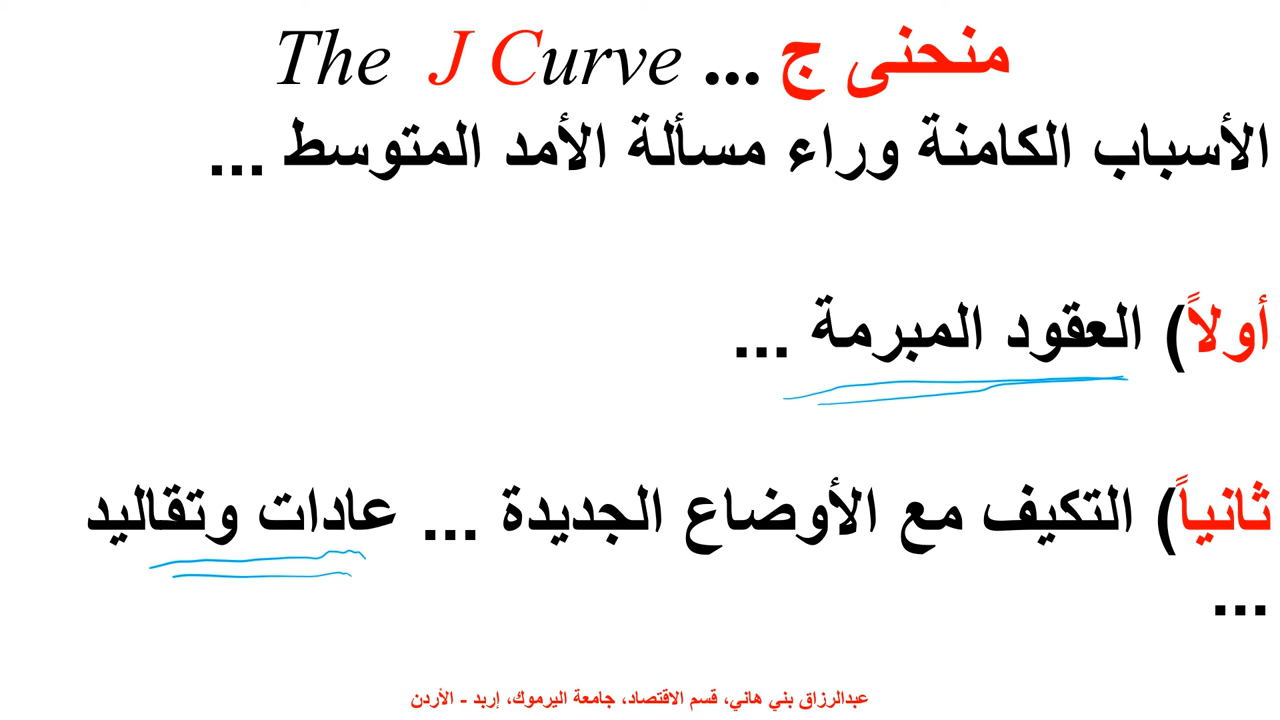 منحنى ج ... The J Curve
الأسباب الكامنة وراء مسألة الأمد المتوسط ...
أولاً) العقود المبرمة ...
ثانياً) التكيف مع الأوضاع الجديدة ... عادات وتقاليد
...
عبدالرزاق بني هاني، قسم الاقتصاد، جامعة اليرموك، إربد - الأردن